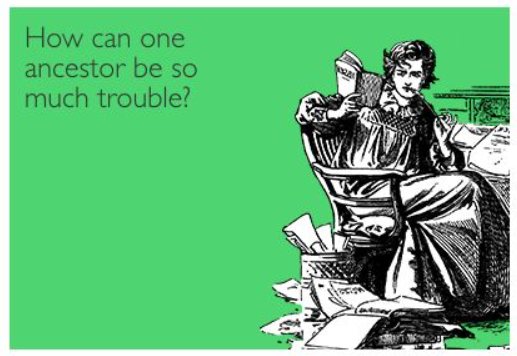 How can one
ancestor be so
much trouble?